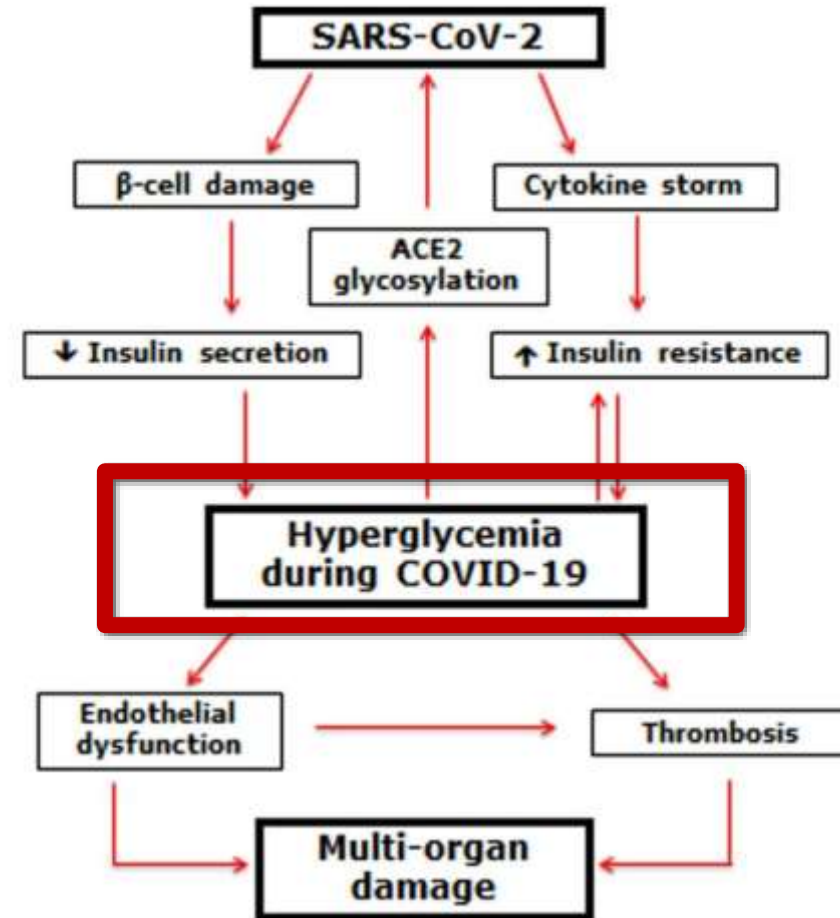 SARS-CoV-2
β-cell damage
Cytokine storm
ACE2
glycosylation
↓ Insulin secretion
↑ Insulin resistance
Hyperglycemia
during COVID-19
Endothelial
dysfunction
Thrombosis
Multi-organ
damage